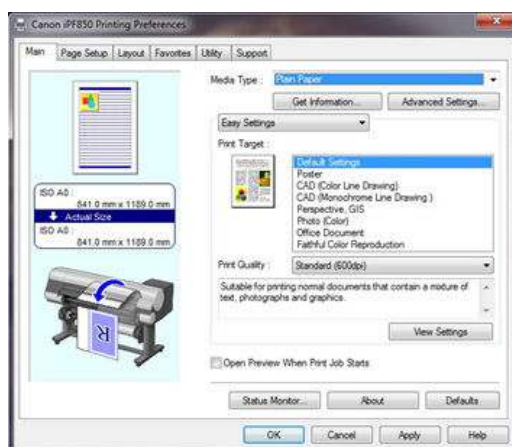 Canon iPF850 Printing Preferences
Main Page Setup Layout Favorites Utility Support
Media Type : Plain Paper
Get Information... Advanced Settings...
Easy Settings
Print Target :
Default Settings
Poster
CAD (Color Line Drawing)
CAD (Monochrome Line Drawing )
Perspective, GIS
Photo (Color)
Office Document
Faithful Color Reproduction
ISO A0 :
841.0 mm x 1189.0 mm
Actual Size
ISO A0 :
841.0 mm x 1189.0 mm
R
Print Quality : Standard (600dpi)
Suitable for printing normal documents that contain a mixture of
text, photographs and graphics.
View Settings
Open Preview When Print Job Starts
Status Monitor... About Defaults
OK Cancel Apply Help